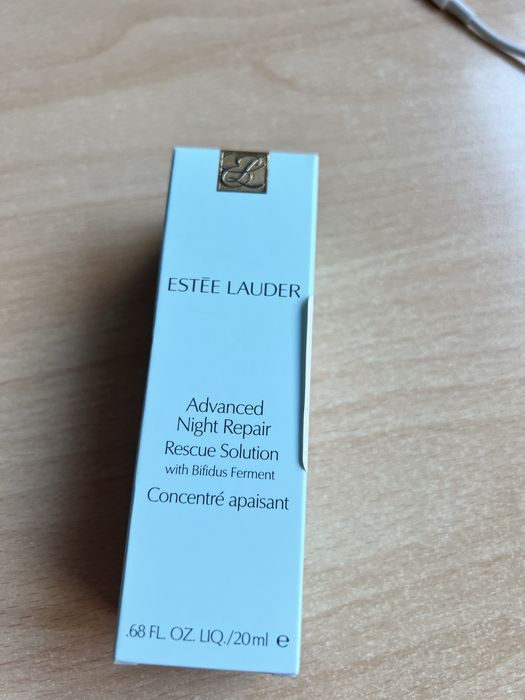 ESTĒE LAUDER
Advanced
Night Repair
Rescue Solution
with Bifidus Ferment
Concentré apaisant
.68 FL. OZ. LIQ./20ml e